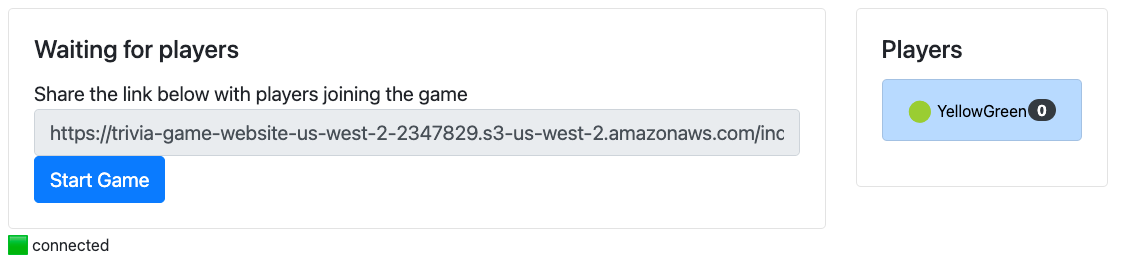 Waiting for players
Share the link below with players joining the game
https://trivia-game-website-us-west-2-2347829.s3-us-west-2.amazonaws.com/inc
Start Game
connected
Players
YellowGreen 0